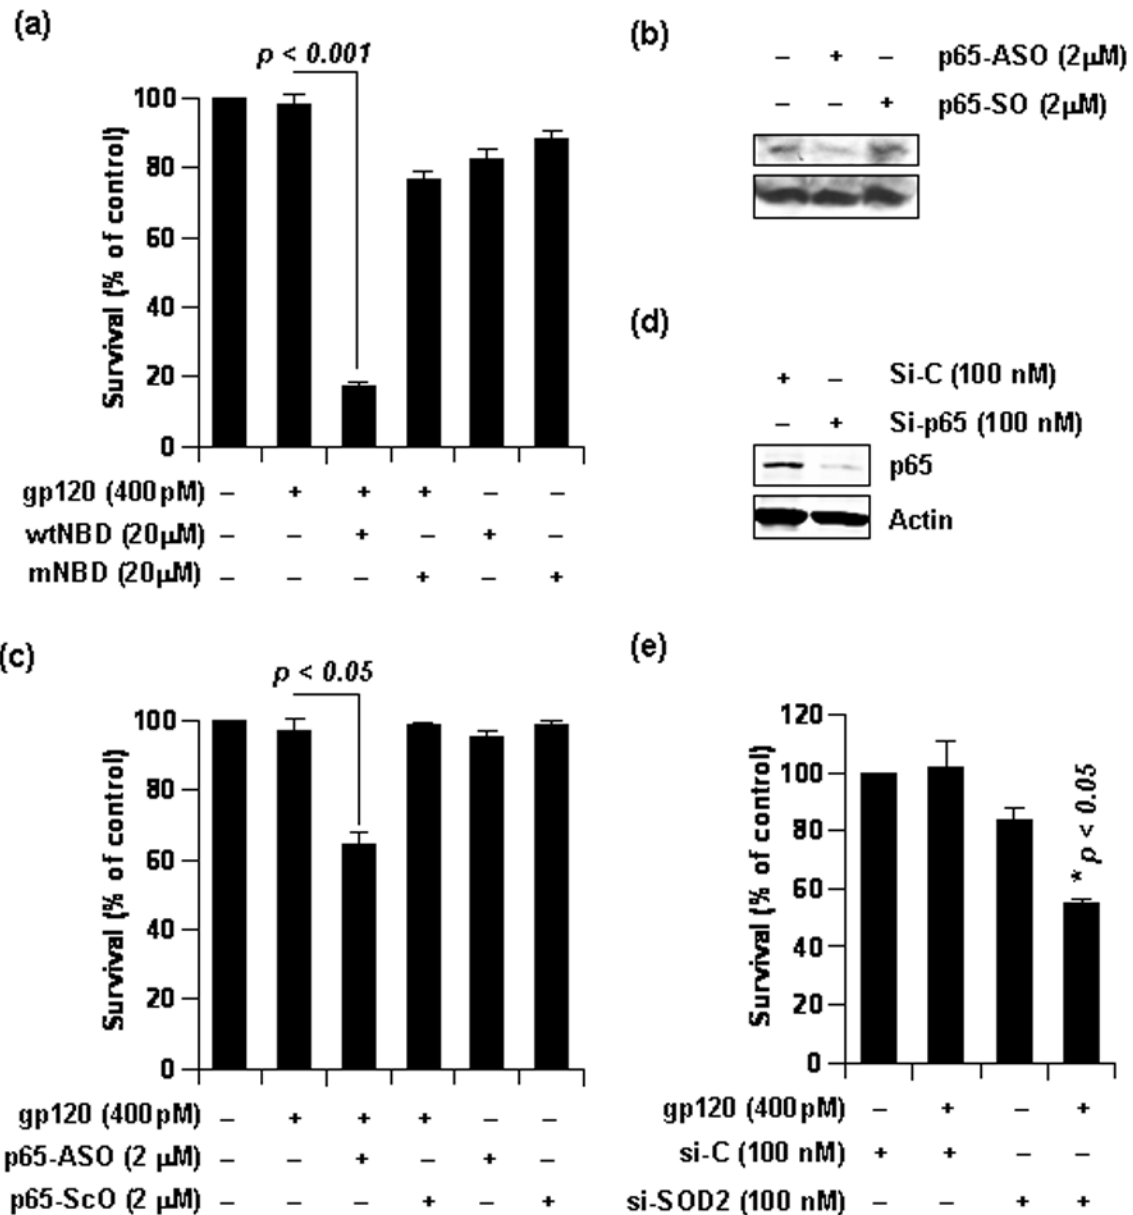 (a)
p < 0.001
Survival (% of control)
100
80
60
40
20
0
gp120 (400pM) – + + + – –
wtNBD (20μM) – – + – + –
mNBD (20μM) – – – + – +
(b)
– + – p65-ASO (2μM)
– – + p65-SO (2μM)
(d)
+ – Si-C (100 nM)
– + Si-p65 (100 nM)
p65
Actin
(c)
p < 0.05
Survival (% of control)
100
80
60
40
20
0
gp120 (400pM) – + + + – –
p65-ASO (2 μM) – – + – + –
p65-ScO (2 μM) – – – + – +
(e)
Survival (% of control)
120
100
80
60
40
20
0
* p < 0.05
gp120 (400pM) – + – +
si-C (100 nM) + + – –
si-SOD2 (100 nM) – – + +